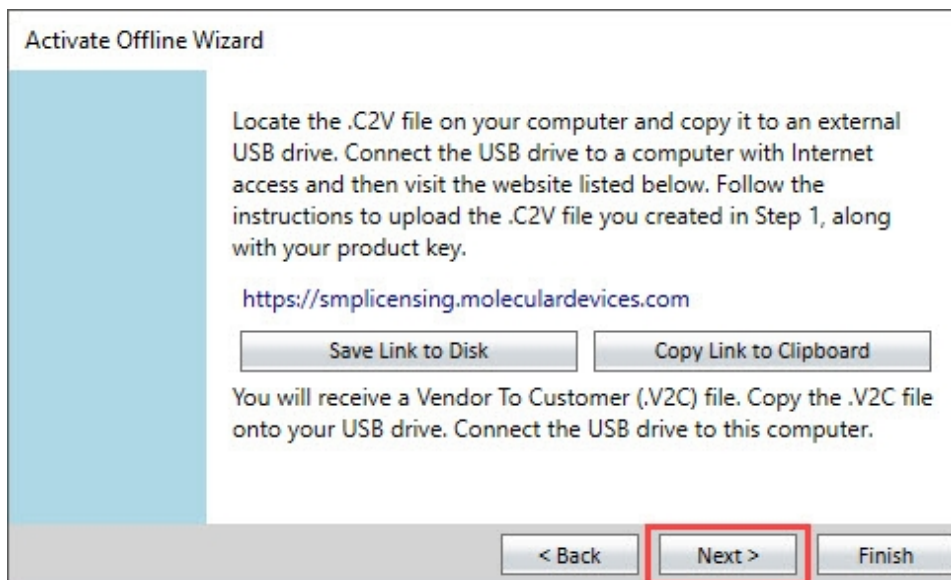 Activate Offline Wizard
Locate the .C2V file on your computer and copy it to an external
USB drive. Connect the USB drive to a computer with Internet
access and then visit the website listed below. Follow the
instructions to upload the .C2V file you created in Step 1, along
with your product key.
https://smplicensing.moleculardevices.com
Save Link to Disk
Copy Link to Clipboard
You will receive a Vendor To Customer (.V2C) file. Copy the .V2C file
onto your USB drive. Connect the USB drive to this computer.
< Back
Next >
Finish